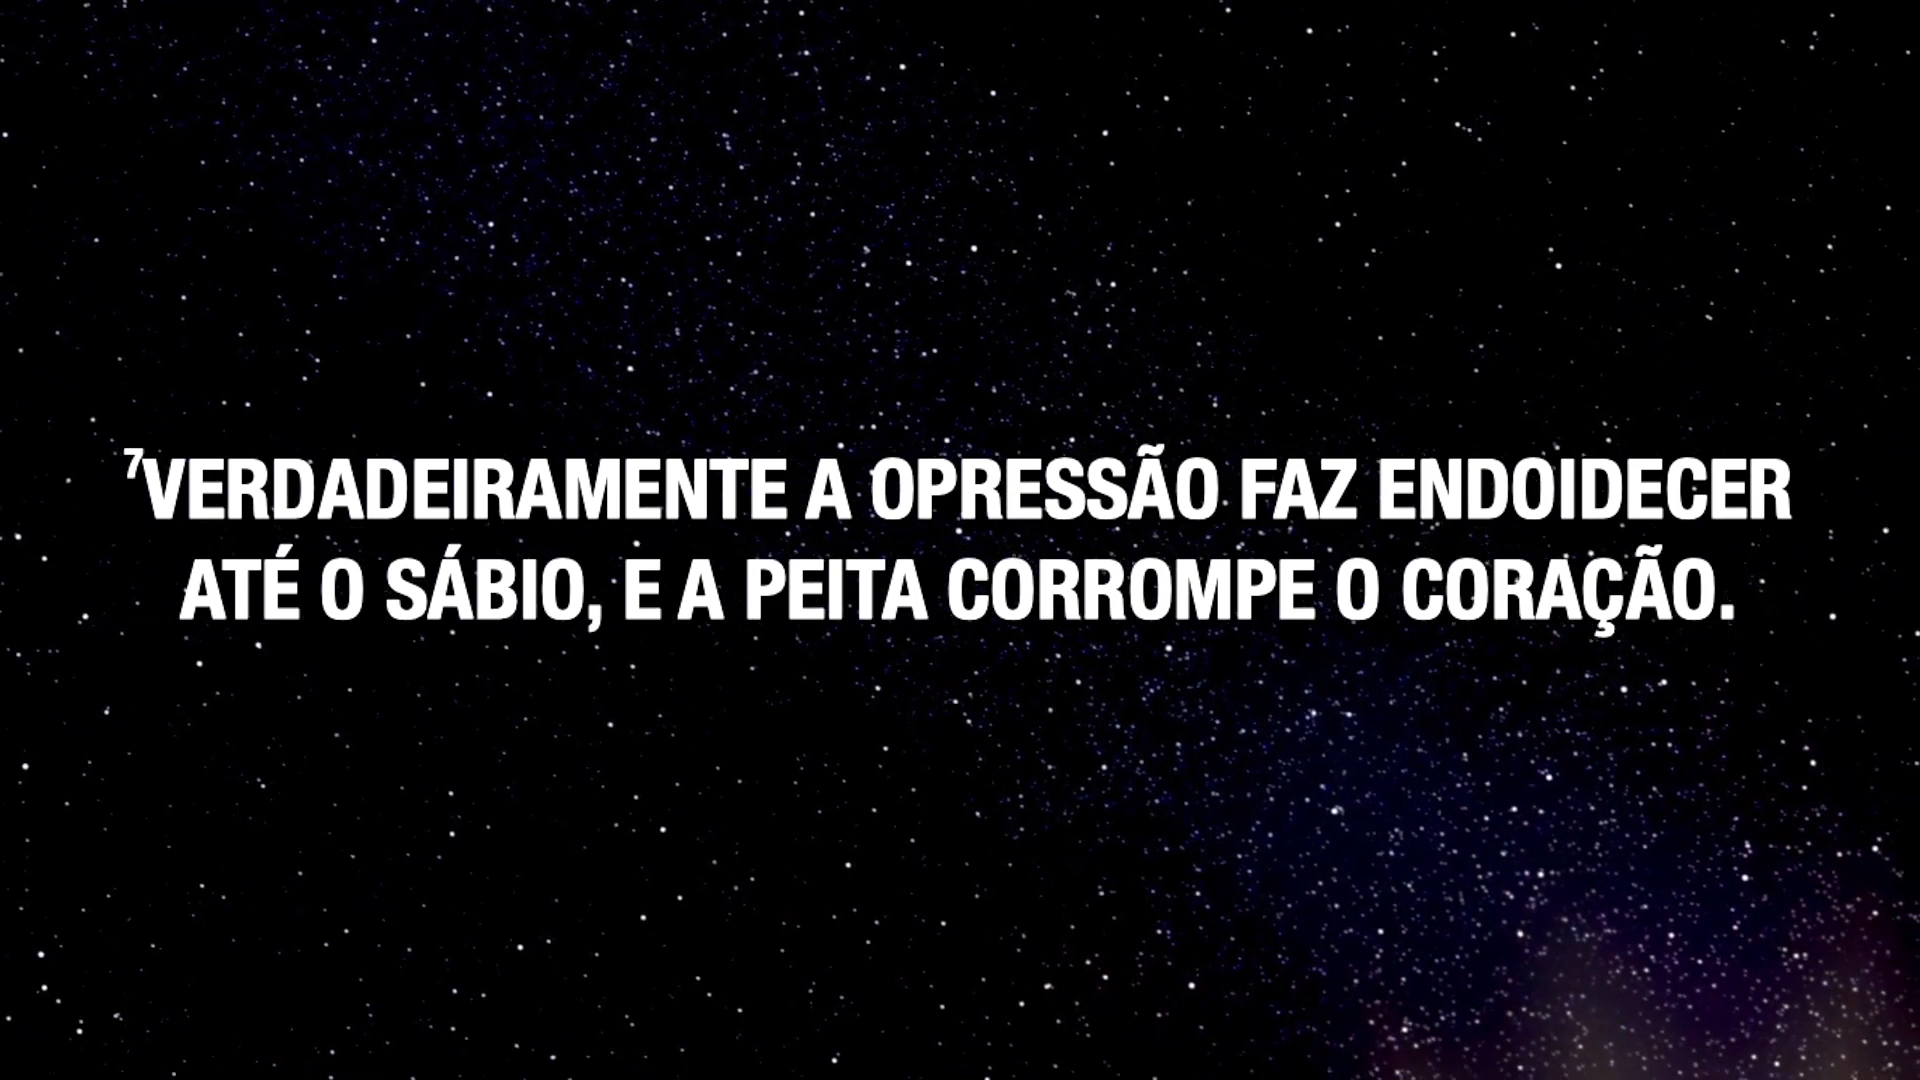 ⁷VERDADEIRAMENTE A OPRESSÃO FAZ ENDOIDECER
ATÉ O SÁBIO, E A PEITA CORROMPE O CORAÇÃO.